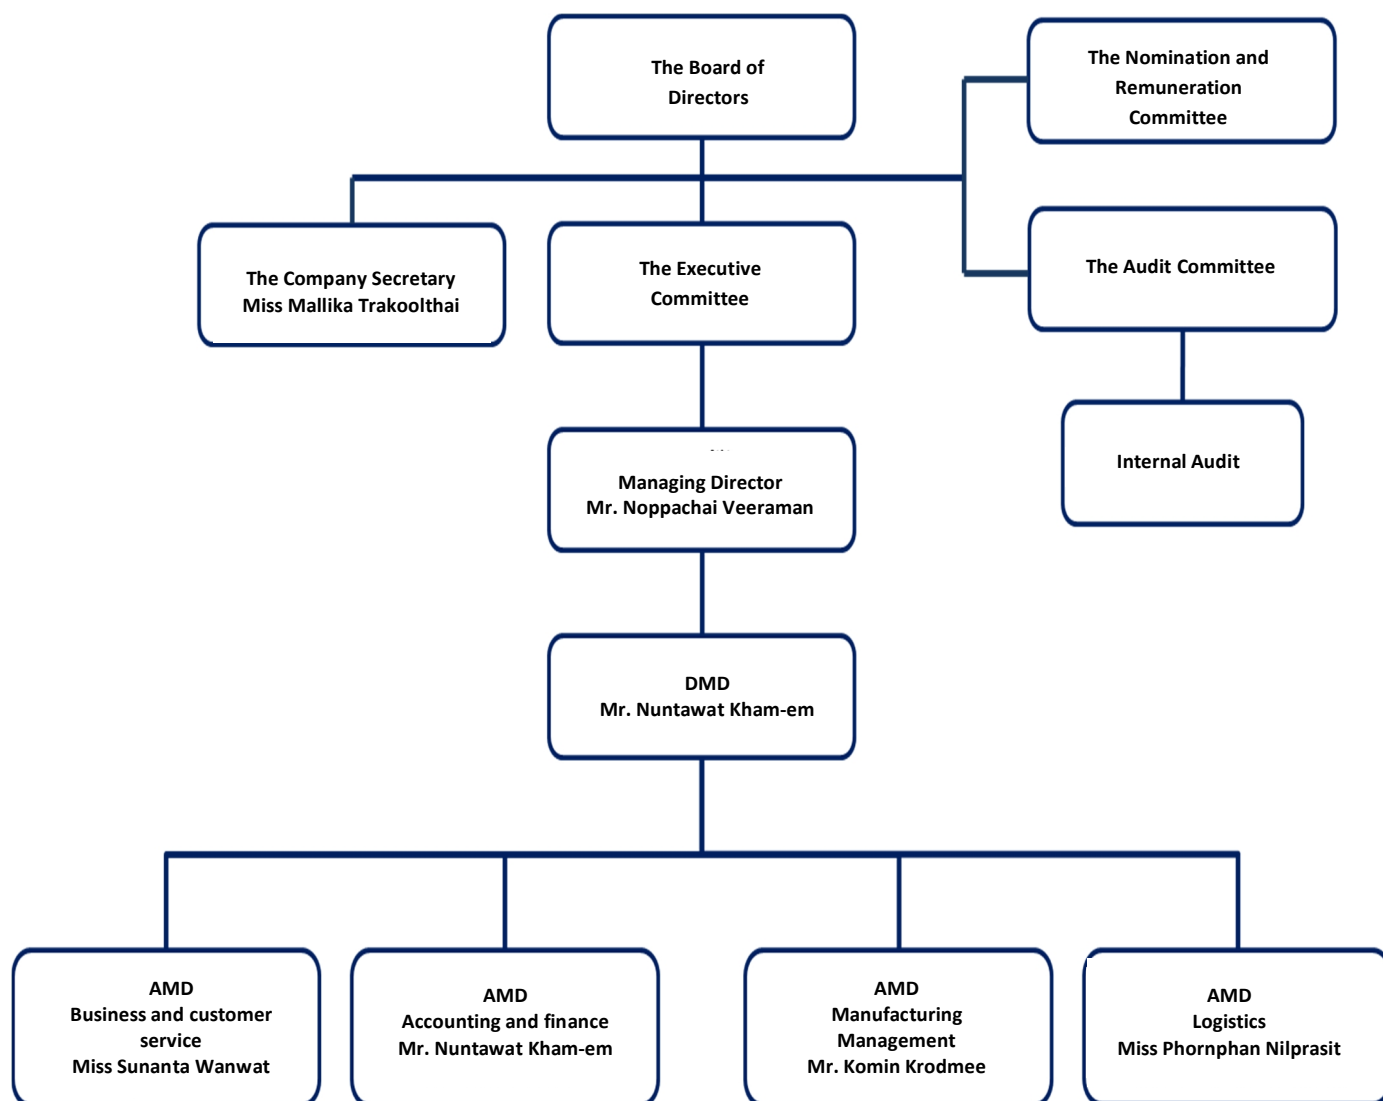 The Board of
Directors
The Nomination and
Remuneration
Committee
The Company Secretary
Miss Mallika Trakoolthai
The Executive
Committee
The Audit Committee
Managing Director
Mr. Noppachai Veeraman
Internal Audit
DMD
Mr. Nuntawat Kham-em
AMD
Business and customer
service
Miss Sunanta Wanwat
AMD
Accounting and finance
Mr. Nuntawat Kham-em
AMD
Manufacturing
Management
Mr. Komin Krodmee
AMD
Logistics
Miss Phornphan Nilprasit